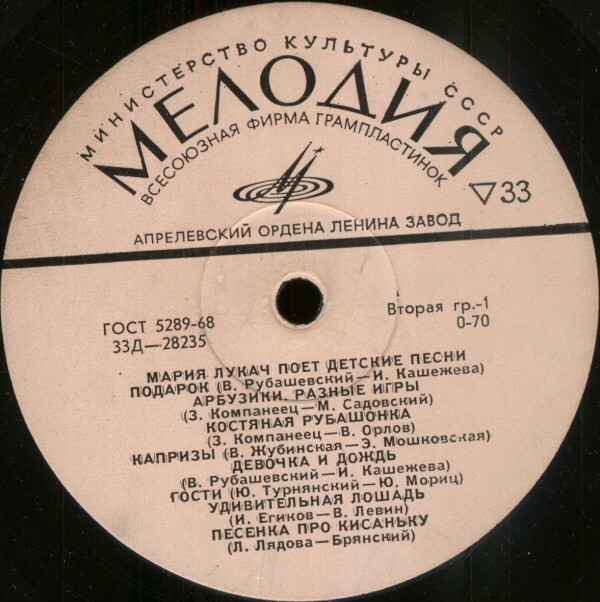 МИНИСТЕРСТВО КУЛЬТУРЫ СССР
МЕЛОДИЯ
ВСЕСОЮЗНАЯ ФИРМА ГРАМПЛАСТИНОК
▽33
АПРЕЛЕВСКИЙ ОРДЕНА ЛЕНИНА ЗАВОД
ГОСТ 5289-68
Вторая гр.-1
33Д—28235
0-70
МАРИЯ ЛУКАЧ ПОЕТ ДЕТСКИЕ ПЕСНИ
ПОДАРОК (В. Рубашевский—И. Кашежева)
АРБУЗИКИ. РАЗНЫЕ ИГРЫ
(З. Компанеец—М. Садовский)
КОСТЯНАЯ РУБАШОНКА
(З. Компанеец—В. Орлов)
КАПРИЗЫ (В. Жубинская—Э. Мошковская)
ДЕВОЧКА И ДОЖДЬ
(В. Рубашевский—И. Кашежева)
ГОСТИ (Ю. Турнянский—Ю. Мориц)
УДИВИТЕЛЬНАЯ ЛОШАДЬ
(И. Егиков—В. Левин)
ПЕСЕНКА ПРО КИСАНЬКУ
(Л. Лядова—Брянский)